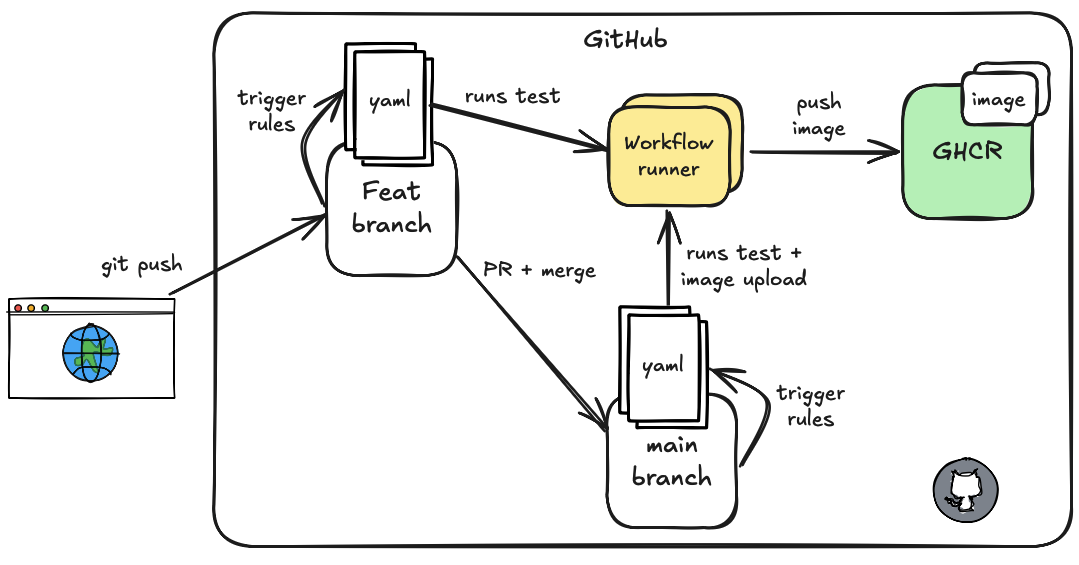 GitHub
trigger
rules
yaml
runs test
Workflow
runner
push
image
image
GHCR
Feat
branch
git push
PR + merge
runs test +
image upload
yaml
trigger
rules
main
branch